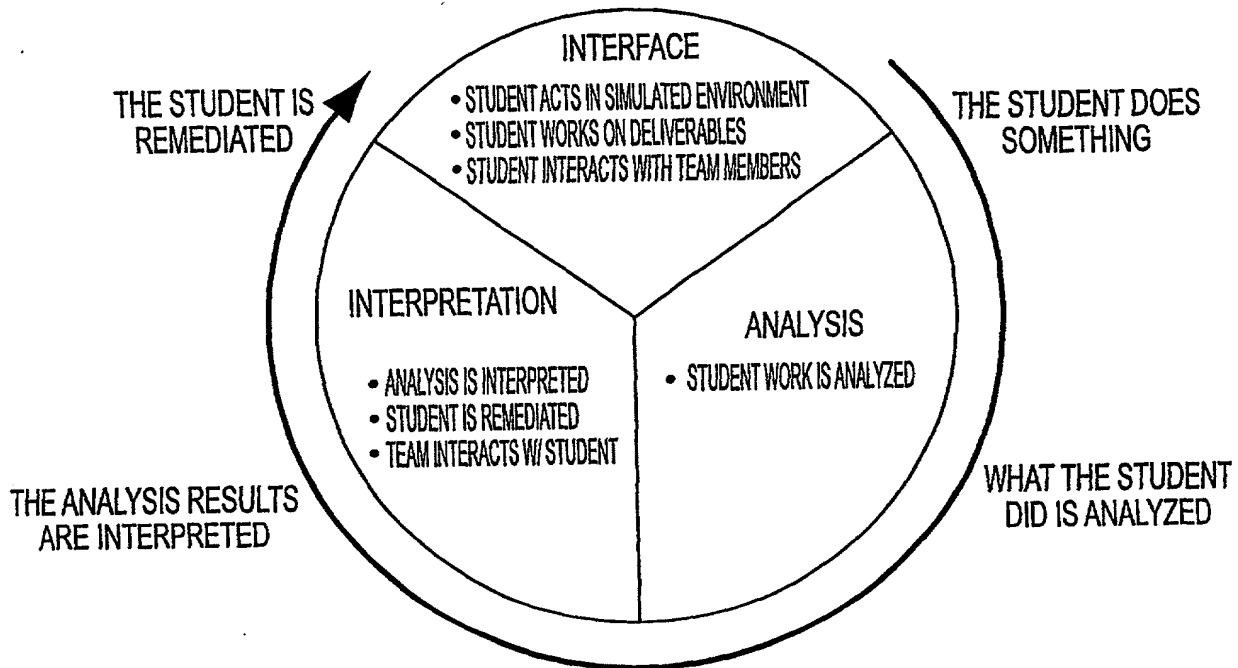 INTERFACE
• STUDENT ACTS IN SIMULATED ENVIRONMENT
• STUDENT WORKS ON DELIVERABLES
• STUDENT INTERACTS WITH TEAM MEMBERS
THE STUDENT IS
REMEDIATED
THE STUDENT DOES
SOMETHING
INTERPRETATION
• ANALYSIS IS INTERPRETED
• STUDENT IS REMEDIATED
• TEAM INTERACTS W/ STUDENT
ANALYSIS
• STUDENT WORK IS ANALYZED
THE ANALYSIS RESULTS
ARE INTERPRETED
WHAT THE STUDENT
DID IS ANALYZED